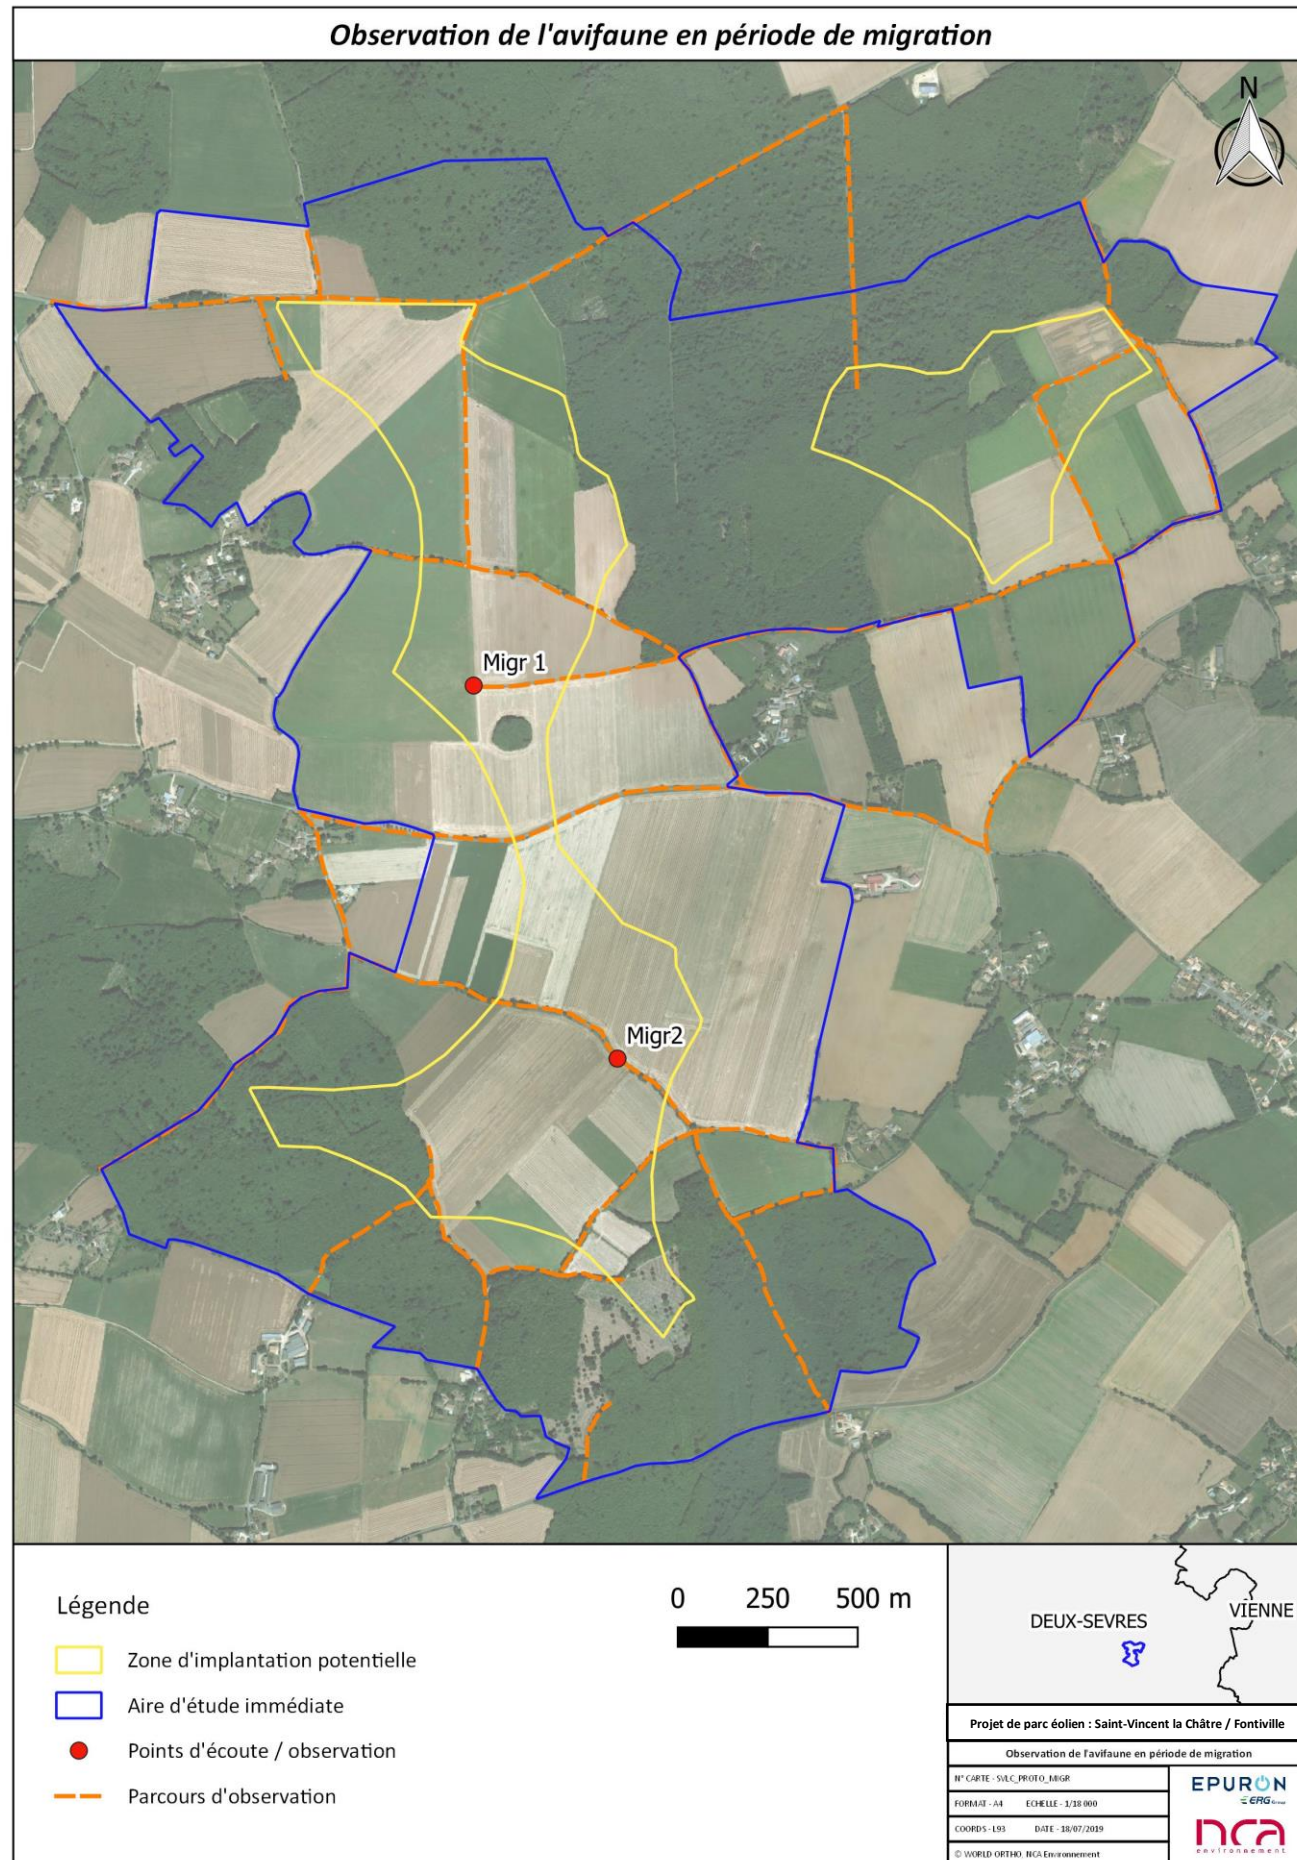 Observation de l'avifaune en période de migration
N
Migr 1
Migr2
Légende
Zone d'implantation potentielle
Aire d'étude immédiate
Points d'écoute / observation
Parcours d'observation
0 250 500 m
DEUX-SEVRES
VIENNE
Projet de parc éolien : Saint-Vincent la Châtre / Fontiville
Observation de l'avifaune en période de migration
N° CARTE - SVLC_PROTO_MIGR
FORMAT - A4 ECHELLE - 1/18 000
COORDS - L93 DATE - 18/07/2019
© WORLD ORTHO, NCA Environnement
EPURON
ERG Group
nca
environnement